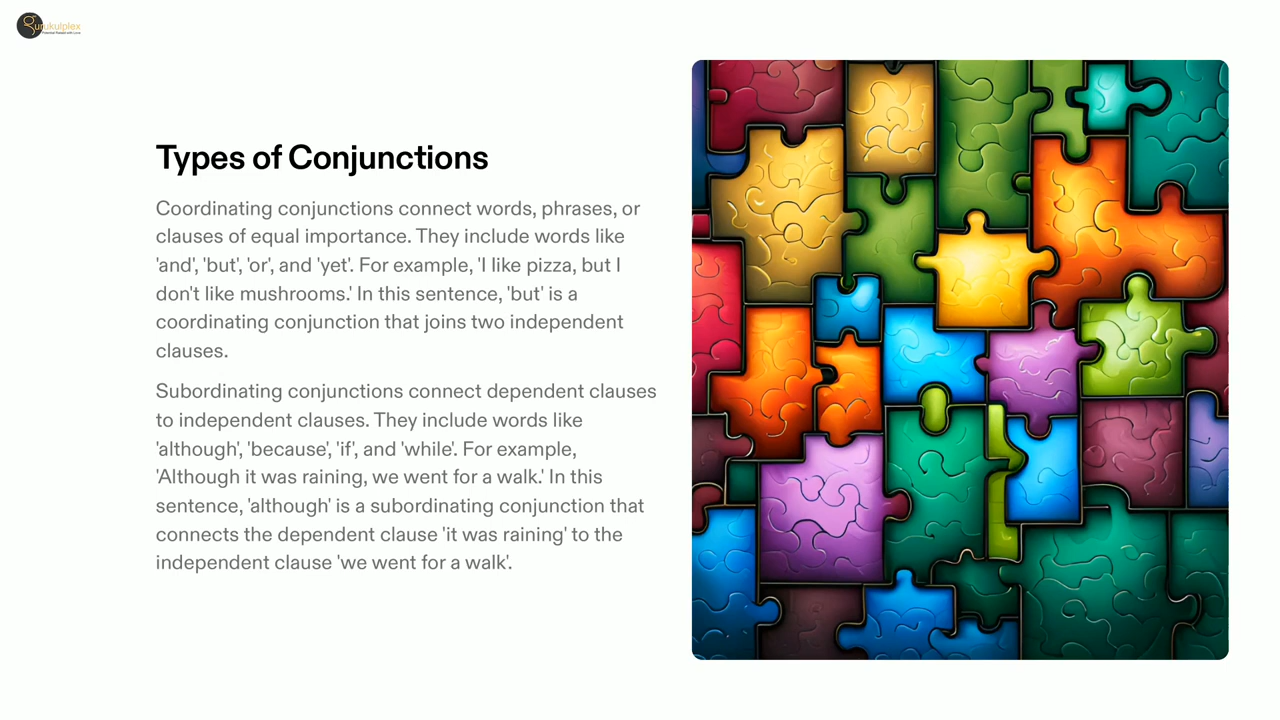 gurukulplex
Types of Conjunctions
Coordinating conjunctions connect words, phrases, or
clauses of equal importance. They include words like
'and', 'but', 'or', and 'yet'. For example, 'I like pizza, but I
don't like mushrooms.' In this sentence, 'but' is a
coordinating conjunction that joins two independent
clauses.
Subordinating conjunctions connect dependent clauses
to independent clauses. They include words like
'although', 'because', 'if', and 'while'. For example,
'Although it was raining, we went for a walk.' In this
sentence, 'although' is a subordinating conjunction that
connects the dependent clause 'it was raining' to the
independent clause 'we went for a walk'.